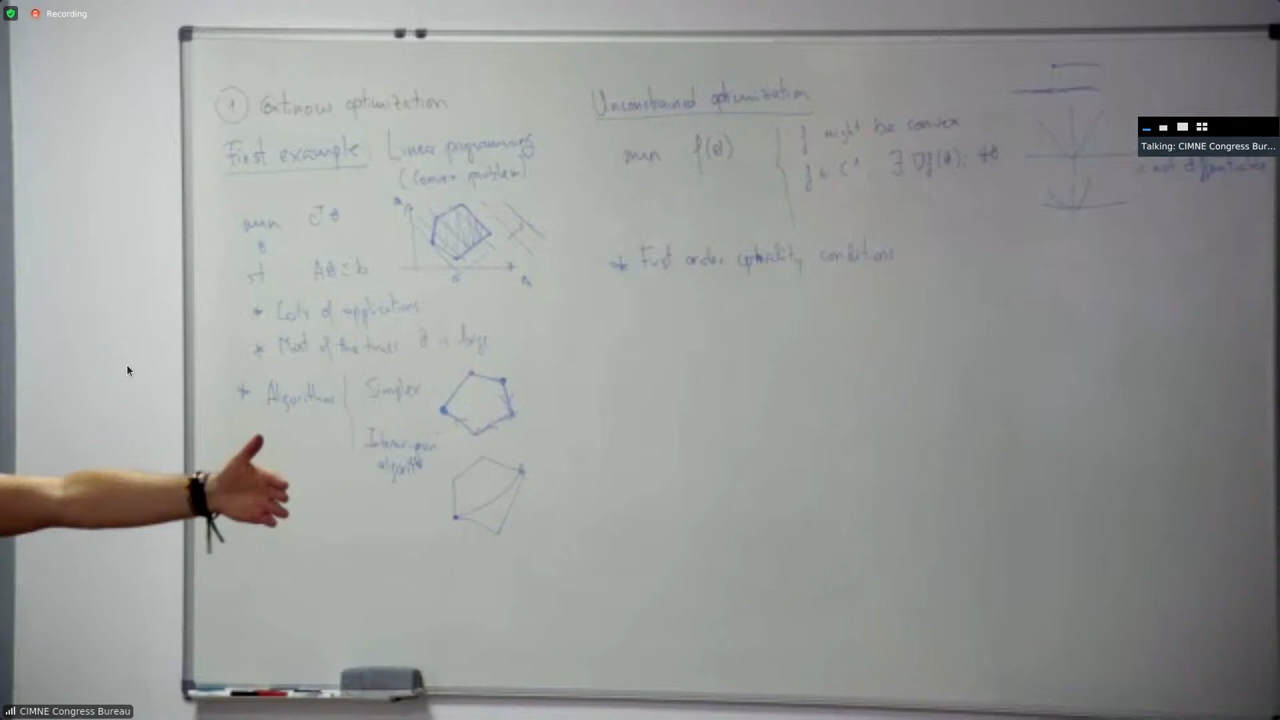 Recording
1 Continuous optimization
First example Linear programming
(convex problem)
min cᵀθ
θ
st Aθ ≤ b
* Lots of applications
* Most of the times θ is large
* Algorithms Simplex
Interior-point
algorithm
Unconstrained optimization
min f(θ)
f might be convex
f ∈ C¹, ∃ ∇f(θ), ∀θ
not differentiable
* First order optimality conditions
Talking: CIMNE Congress Bur...
CIMNE Congress Bureau